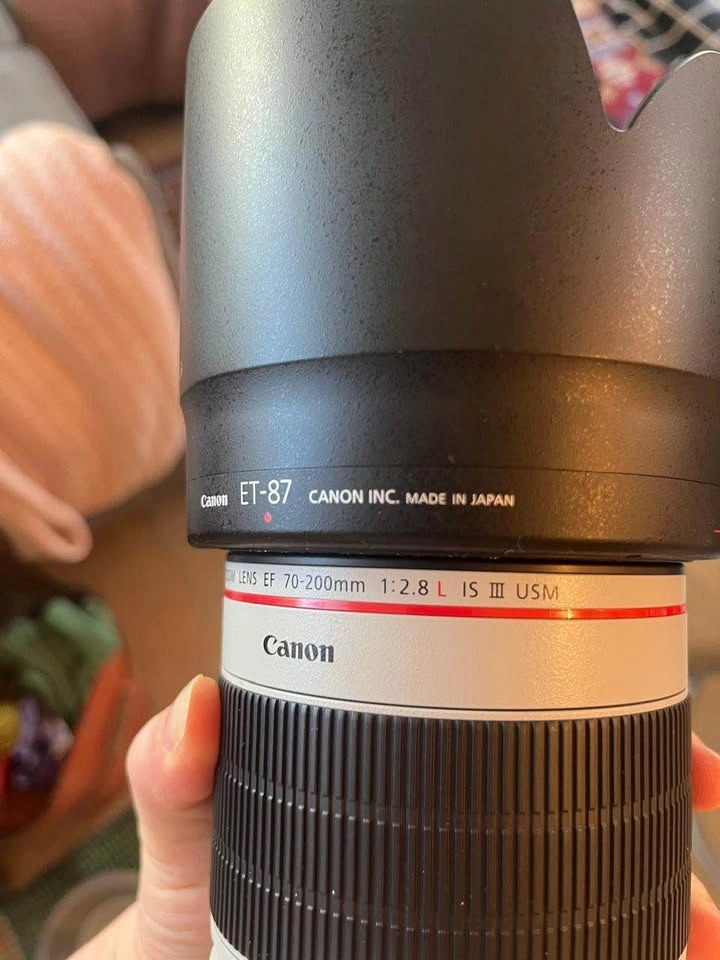 Canon ET-87 CANON INC. MADE IN JAPAN
LENS EF 70-200mm 1:2.8 L IS III USM
Canon